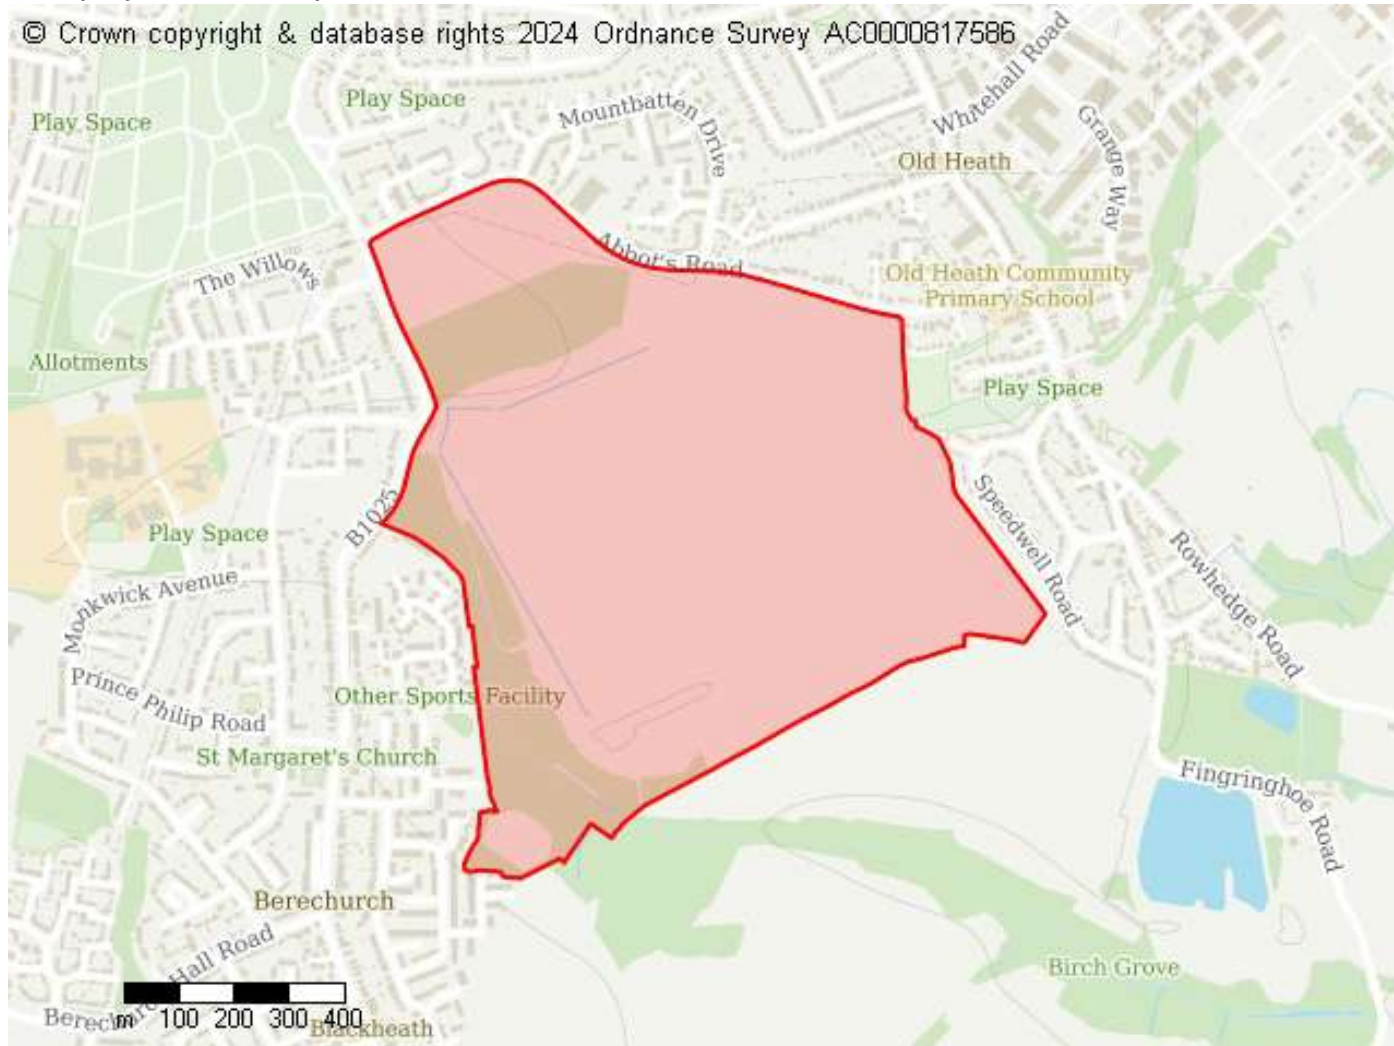 © Crown copyright & database rights 2024 Ordnance Survey AC0000817586
Whitehall Road
Play Space
Play Space
Mountbatten Drive
Grange Way
Old Heath
Abbot's Road
The Willows
Old Heath Community
Primary School
Allotments
Play Space
Speedwell Road
B1025
Play Space
Monkwick Avenue
Rowhedge Road
Prince Philip Road
Other Sports Facility
St Margaret's Church
Fingringhoe Road
Berechurch
Birch Grove
Hall Road
m 100 200 300 400
Blackheath